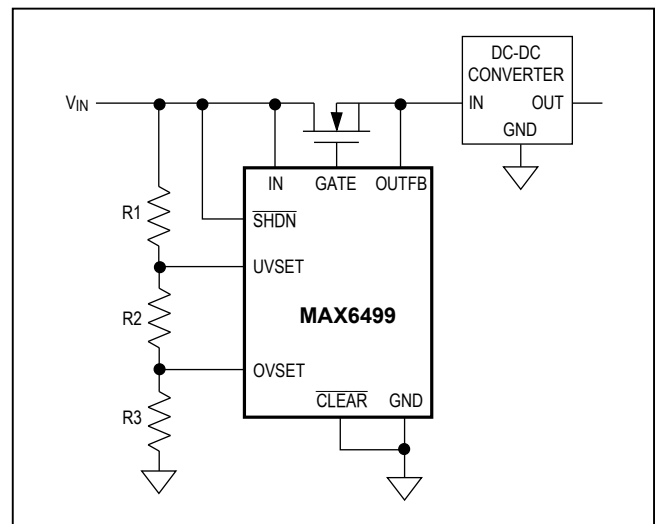 DC-DC
CONVERTER
VIN
IN OUT
GND
IN GATE OUTFB
R1
SHDN
UVSET
MAX6499
R2
OVSET
CLEAR GND
R3